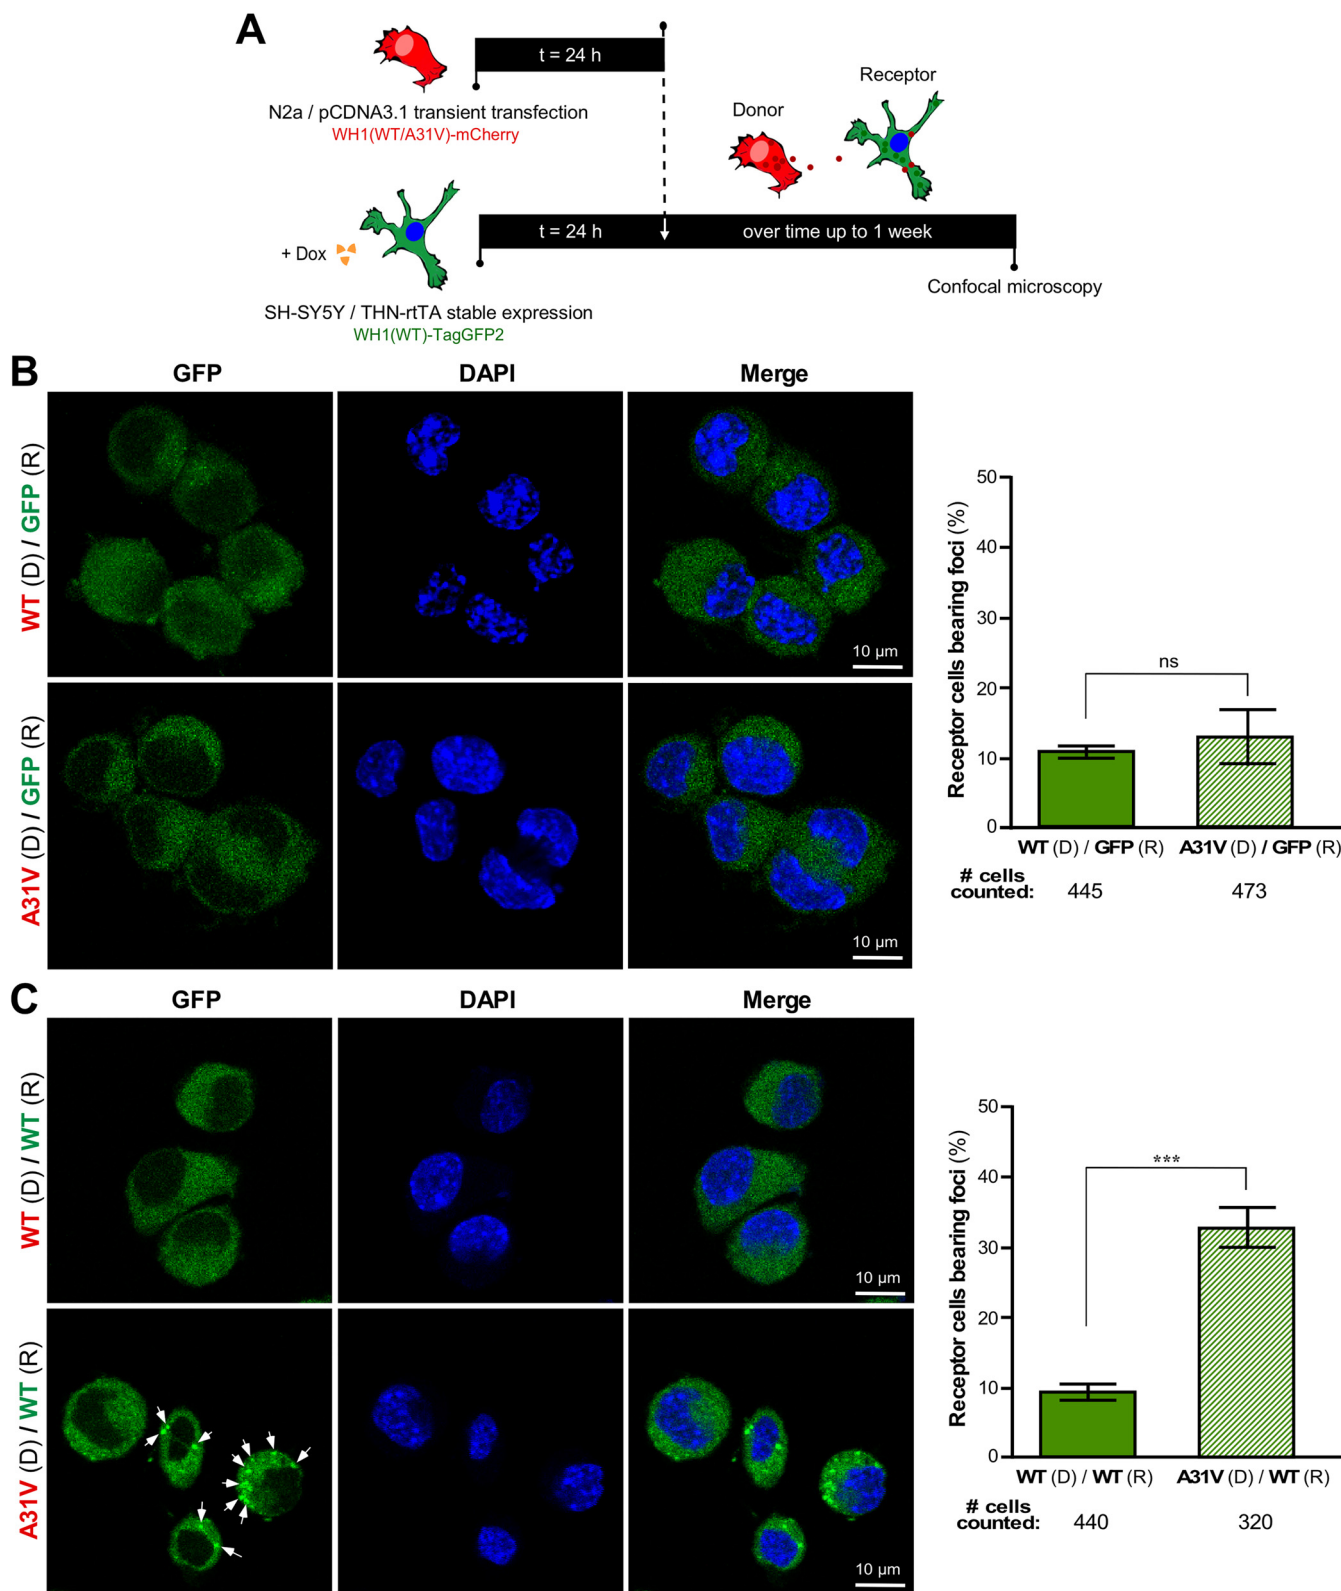 A
t = 24 h
N2a / pCDNA3.1 transient transfection
WH1(WT/A31V)-mCherry
Donor
Receptor
+ Dox
t = 24 h
over time up to 1 week
Confocal microscopy
SH-SY5Y / THN-rtTA stable expression
WH1(WT)-TagGFP2
B
GFP
DAPI
Merge
WT (D) / GFP (R)
10 µm
A31V (D) / GFP (R)
10 µm
Receptor cells bearing foci (%)
50
40
30
20
10
0
ns
WT (D) / GFP (R)
A31V (D) / GFP (R)
# cells
counted:
445
473
C
GFP
DAPI
Merge
WT (D) / WT (R)
10 µm
A31V (D) / WT (R)
10 µm
Receptor cells bearing foci (%)
50
40
30
20
10
0
***
WT (D) / WT (R)
A31V (D) / WT (R)
# cells
counted:
440
320